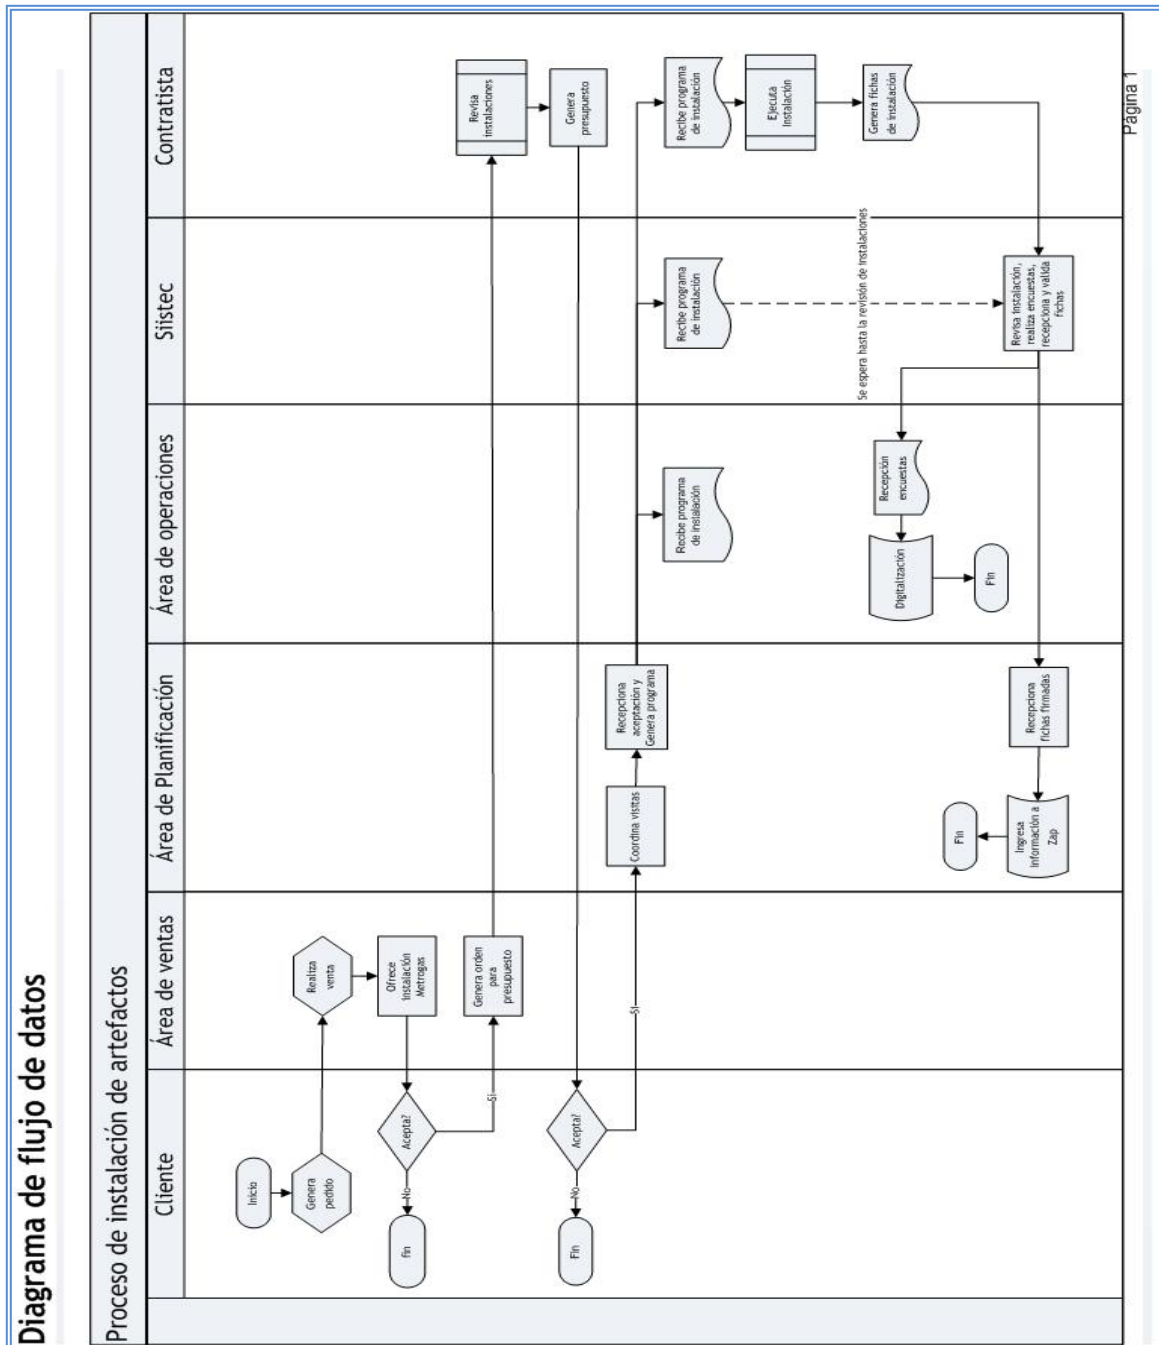 Diagrama de flujo de datos
Proceso de instalación de artefactos
Cliente
Área de ventas
Área de Planificación
Área de operaciones
Siistec
Contratista
Inicio
Genera
pedido
Realiza
venta
Ofrece
instalación
Metrogas
Acepta?
No
fin
Si
Genera orden
para
presupuesto
Revisa
instalaciones
Genera
presupuesto
Acepta?
No
Fin
Si
Coordina visitas
Recepciona
aceptación y
Genera programa
Recibe programa
de instalación
Recibe programa
de instalación
Recibe programa
de instalación
Ejecuta
Instalación
Genera fichas
de instalación
Se espera hasta la revisión de instalaciones
Revisa instalación,
realiza encuestas,
recepciona y valida
fichas
Recepción
encuestas
Digitalización
Fin
Recepciona
fichas firmadas
Ingresa
información a
Zap
Fin
Página 1